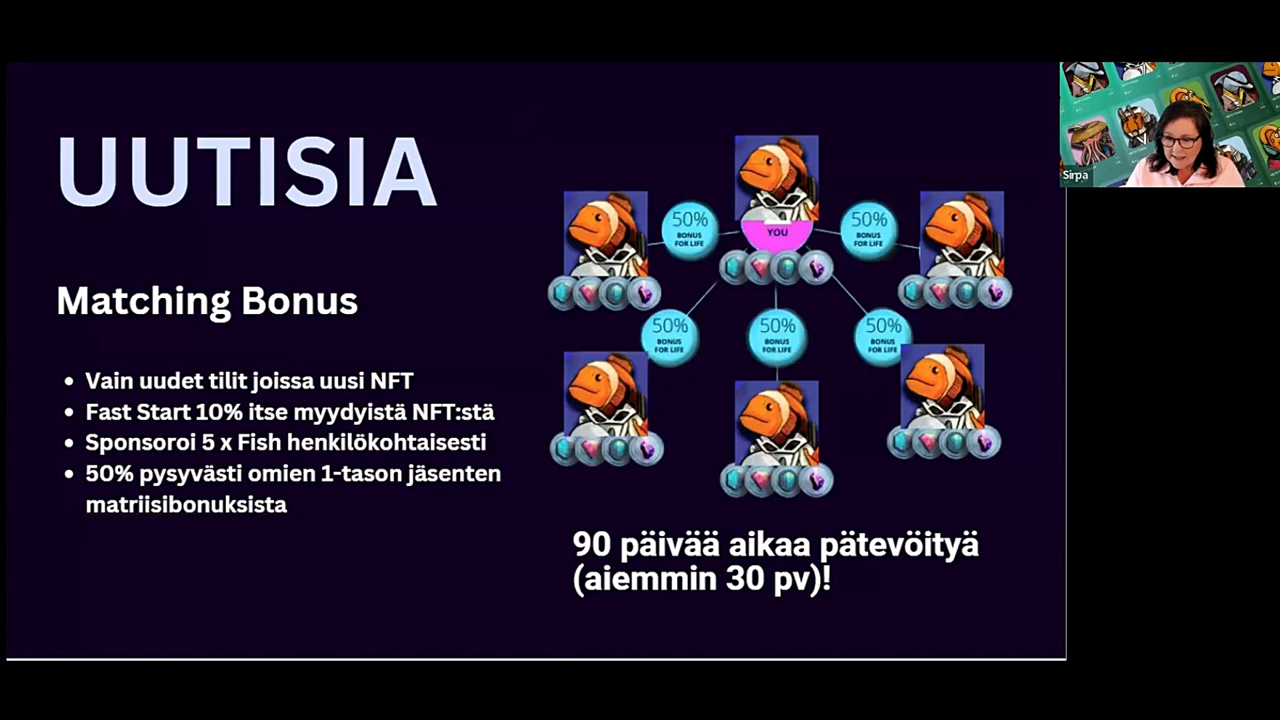 UUTISIA
Matching Bonus
• Vain uudet tilit joissa uusi NFT
• Fast Start 10% itse myydyistä NFT:stä
• Sponsoroi 5 x Fish henkilökohtaisesti
• 50% pysyvästi omien 1-tason jäsenten
matriisibonuksista
50%
BONUS
FOR LIFE
YOU
50%
BONUS
FOR LIFE
50%
BONUS
FOR LIFE
50%
BONUS
FOR LIFE
50%
BONUS
FOR LIFE
90 päivää aikaa pätevöityä
(aiemmin 30 pv)!
Sirpa